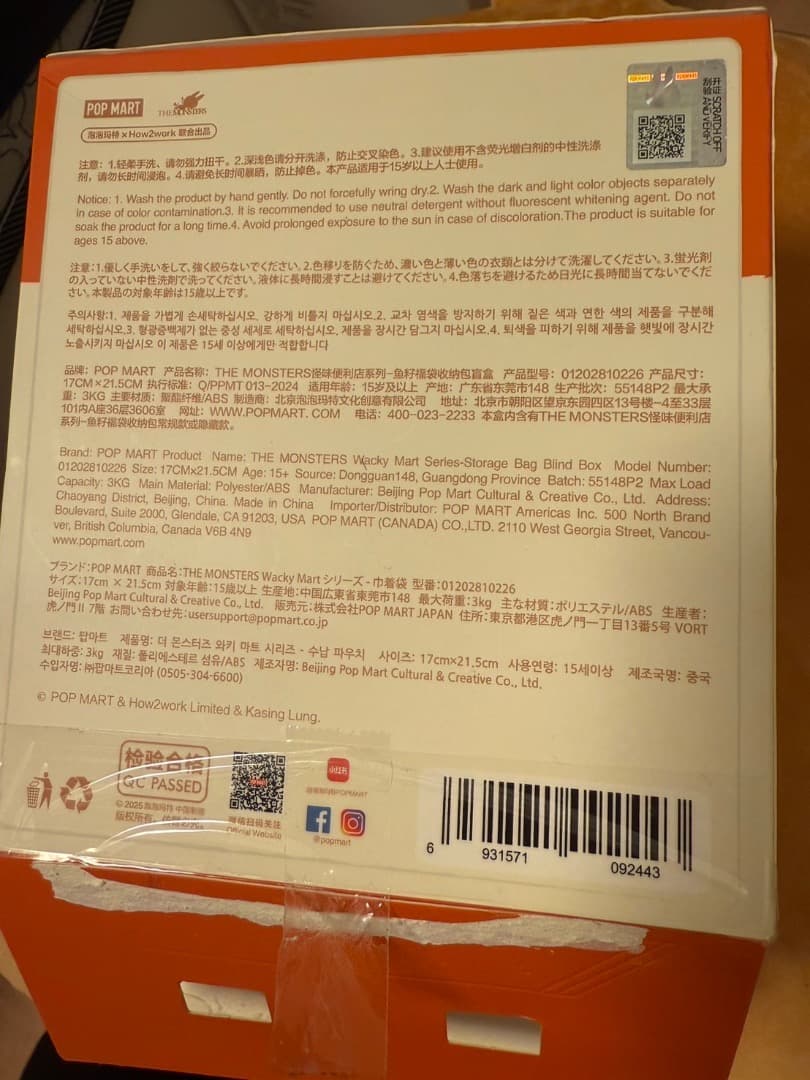 POP MART
THE MONSTERS
泡泡玛特 × How2work 联合出品
开证 SCRATCH OFF
刮验 AND VERIFY
注意：1.轻柔手洗、请勿强力扭干。2.深浅色请分开洗涤，防止交叉染色。3.建议使用不含荧光增白剂的中性洗涤
剂，请勿长时间浸泡。4.请避免长时间暴晒，防止掉色。本产品适用于15岁以上人士使用。
Notice: 1. Wash the product by hand gently. Do not forcefully wring dry.2. Wash the dark and light color objects separately
in case of color contamination.3. It is recommended to use neutral detergent without fluorescent whitening agent. Do not
soak the product for a long time.4. Avoid prolonged exposure to the sun in case of discoloration.The product is suitable for
ages 15 above.
注意：1.優しく手洗いをして、強く絞らないでください。2.色移りを防ぐため、濃い色と薄い色の衣類とは分けて洗濯してください。3.蛍光剤
の入っていない中性洗剤で洗ってください。液体に長時間浸すことは避けてください。4.色落ちを避けるため日光に長時間当てないでくだ
さい。本製品の対象年齢は15歳以上です。
주의사항:1. 제품을 가볍게 손세탁하십시오. 강하게 비틀지 마십시오.2. 교차 염색을 방지하기 위해 짙은 색과 연한 색의 제품을 구분해
세탁하십시오.3. 형광증백제가 없는 중성 세제로 세탁하십시오. 제품을 장시간 담그지 마십시오.4. 퇴색을 피하기 위해 제품을 햇빛에 장시간
노출시키지 마십시오 이 제품은 15세 이상에게만 적합합니다
品牌：POP MART 产品名称：THE MONSTERS怪味便利店系列-鱼籽福袋收纳包盲盒 产品型号：01202810226 产品尺寸：
17CM×21.5CM 执行标准：Q/PPMT 013-2024 适用年龄：15岁及以上 产地：广东省东莞市148 生产批次：55148P2 最大承
重：3KG 主要材质：聚酯纤维/ABS 制造商：北京泡泡玛特文化创意有限公司 地址：北京市朝阳区望京东园四区13号楼-4至33层
101内A座36层3606室 网址：WWW.POPMART. COM 电话：400-023-2233 本盒内含有THE MONSTERS怪味便利店
系列-鱼籽福袋收纳包常规款或隐藏款。
Brand: POP MART Product Name: THE MONSTERS Wacky Mart Series-Storage Bag Blind Box Model Number:
01202810226 Size: 17CM×21.5CM Age: 15+ Source: Dongguan148, Guangdong Province Batch: 55148P2 Max Load
Capacity: 3KG Main Material: Polyester/ABS Manufacturer: Beijing Pop Mart Cultural & Creative Co., Ltd. Address:
Chaoyang District, Beijing, China. Made in China Importer/Distributor: POP MART Americas Inc. 500 North Brand
Boulevard, Suite 2000, Glendale, CA 91203, USA POP MART (CANADA) CO.,LTD. 2110 West Georgia Street, Vancou-
ver, British Columbia, Canada V6B 4N9
www.popmart.com
ブランド：POP MART 商品名：THE MONSTERS Wacky Mart シリーズ - 巾着袋 型番：01202810226
サイズ：17cm × 21.5cm 対象年齢：15歳以上 生産地：中国広東省東莞市148 最大荷重：3kg 主な材質：ポリエステル/ABS 生産者：
Beijing Pop Mart Cultural & Creative Co., Ltd. 販売元：株式会社POP MART JAPAN 住所：東京都港区虎ノ門一丁目13番5号 VORT
虎ノ門Ⅱ 7階 お問い合わせ先：usersupport@popmart.co.jp
브랜드: 팝마트 제품명: 더 몬스터즈 와키 마트 시리즈 - 수납 파우치 사이즈: 17cm×21.5cm 사용연령: 15세이상 제조국명: 중국
최대하중: 3kg 재질: 폴리에스테르 섬유/ABS 제조자명: Beijing Pop Mart Cultural & Creative Co., Ltd.
수입자명: ㈜팝마트코리아 (0505-304-6600)
© POP MART & How2work Limited & Kasing Lung.
检验合格
QC PASSED
© 2025 泡泡玛特 中国制造
版权所有，仿冒必究。
微信扫码关注
Official Website
小红书
@泡泡玛特POPMART
@popmart
6 931571 092443